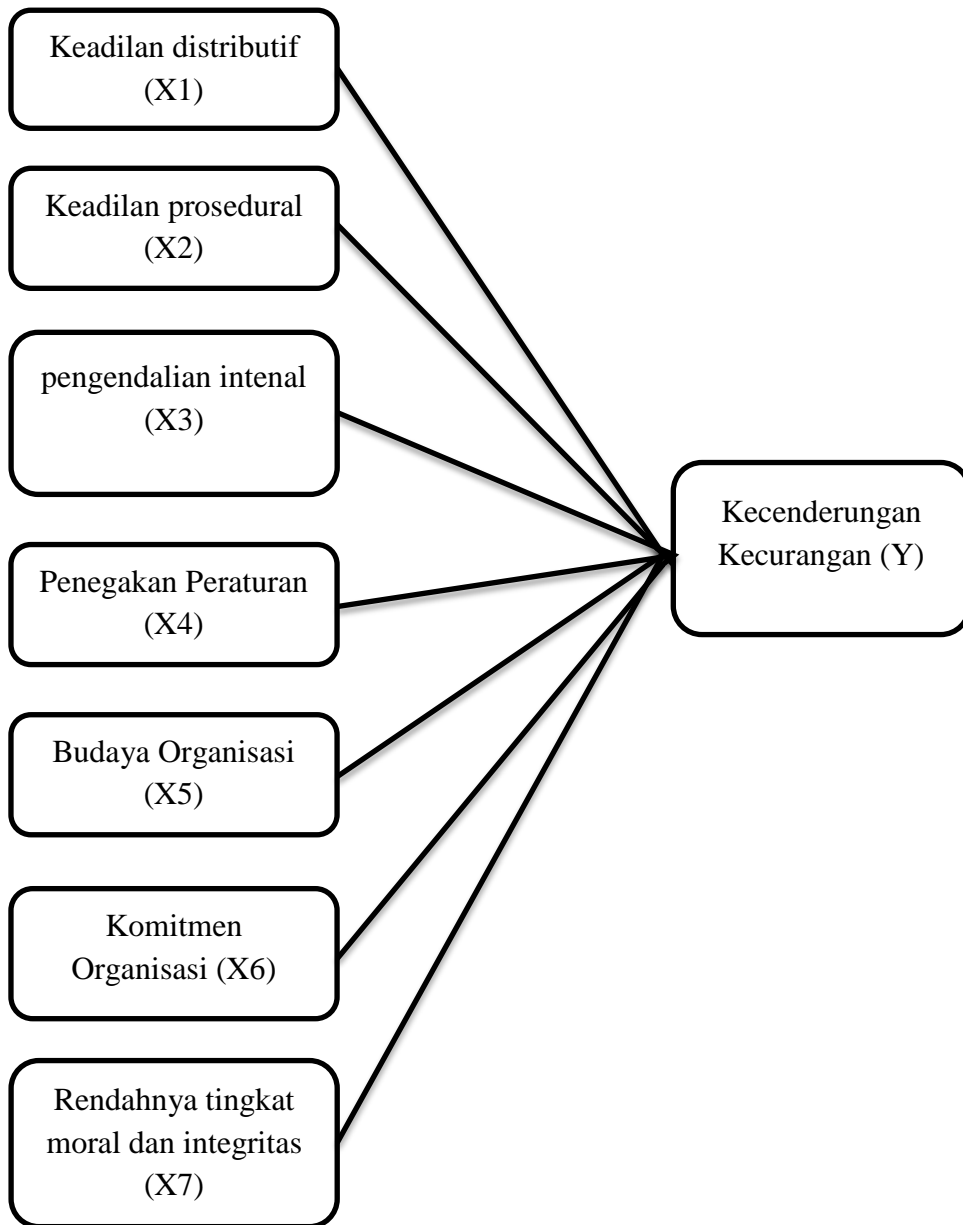 Keadilan distributif
(X1)
Keadilan prosedural
(X2)
pengendalian intenal
(X3)
Penegakan Peraturan
(X4)
Budaya Organisasi
(X5)
Komitmen
Organisasi (X6)
Rendahnya tingkat
moral dan integritas
(X7)
Kecenderungan
Kecurangan (Y)